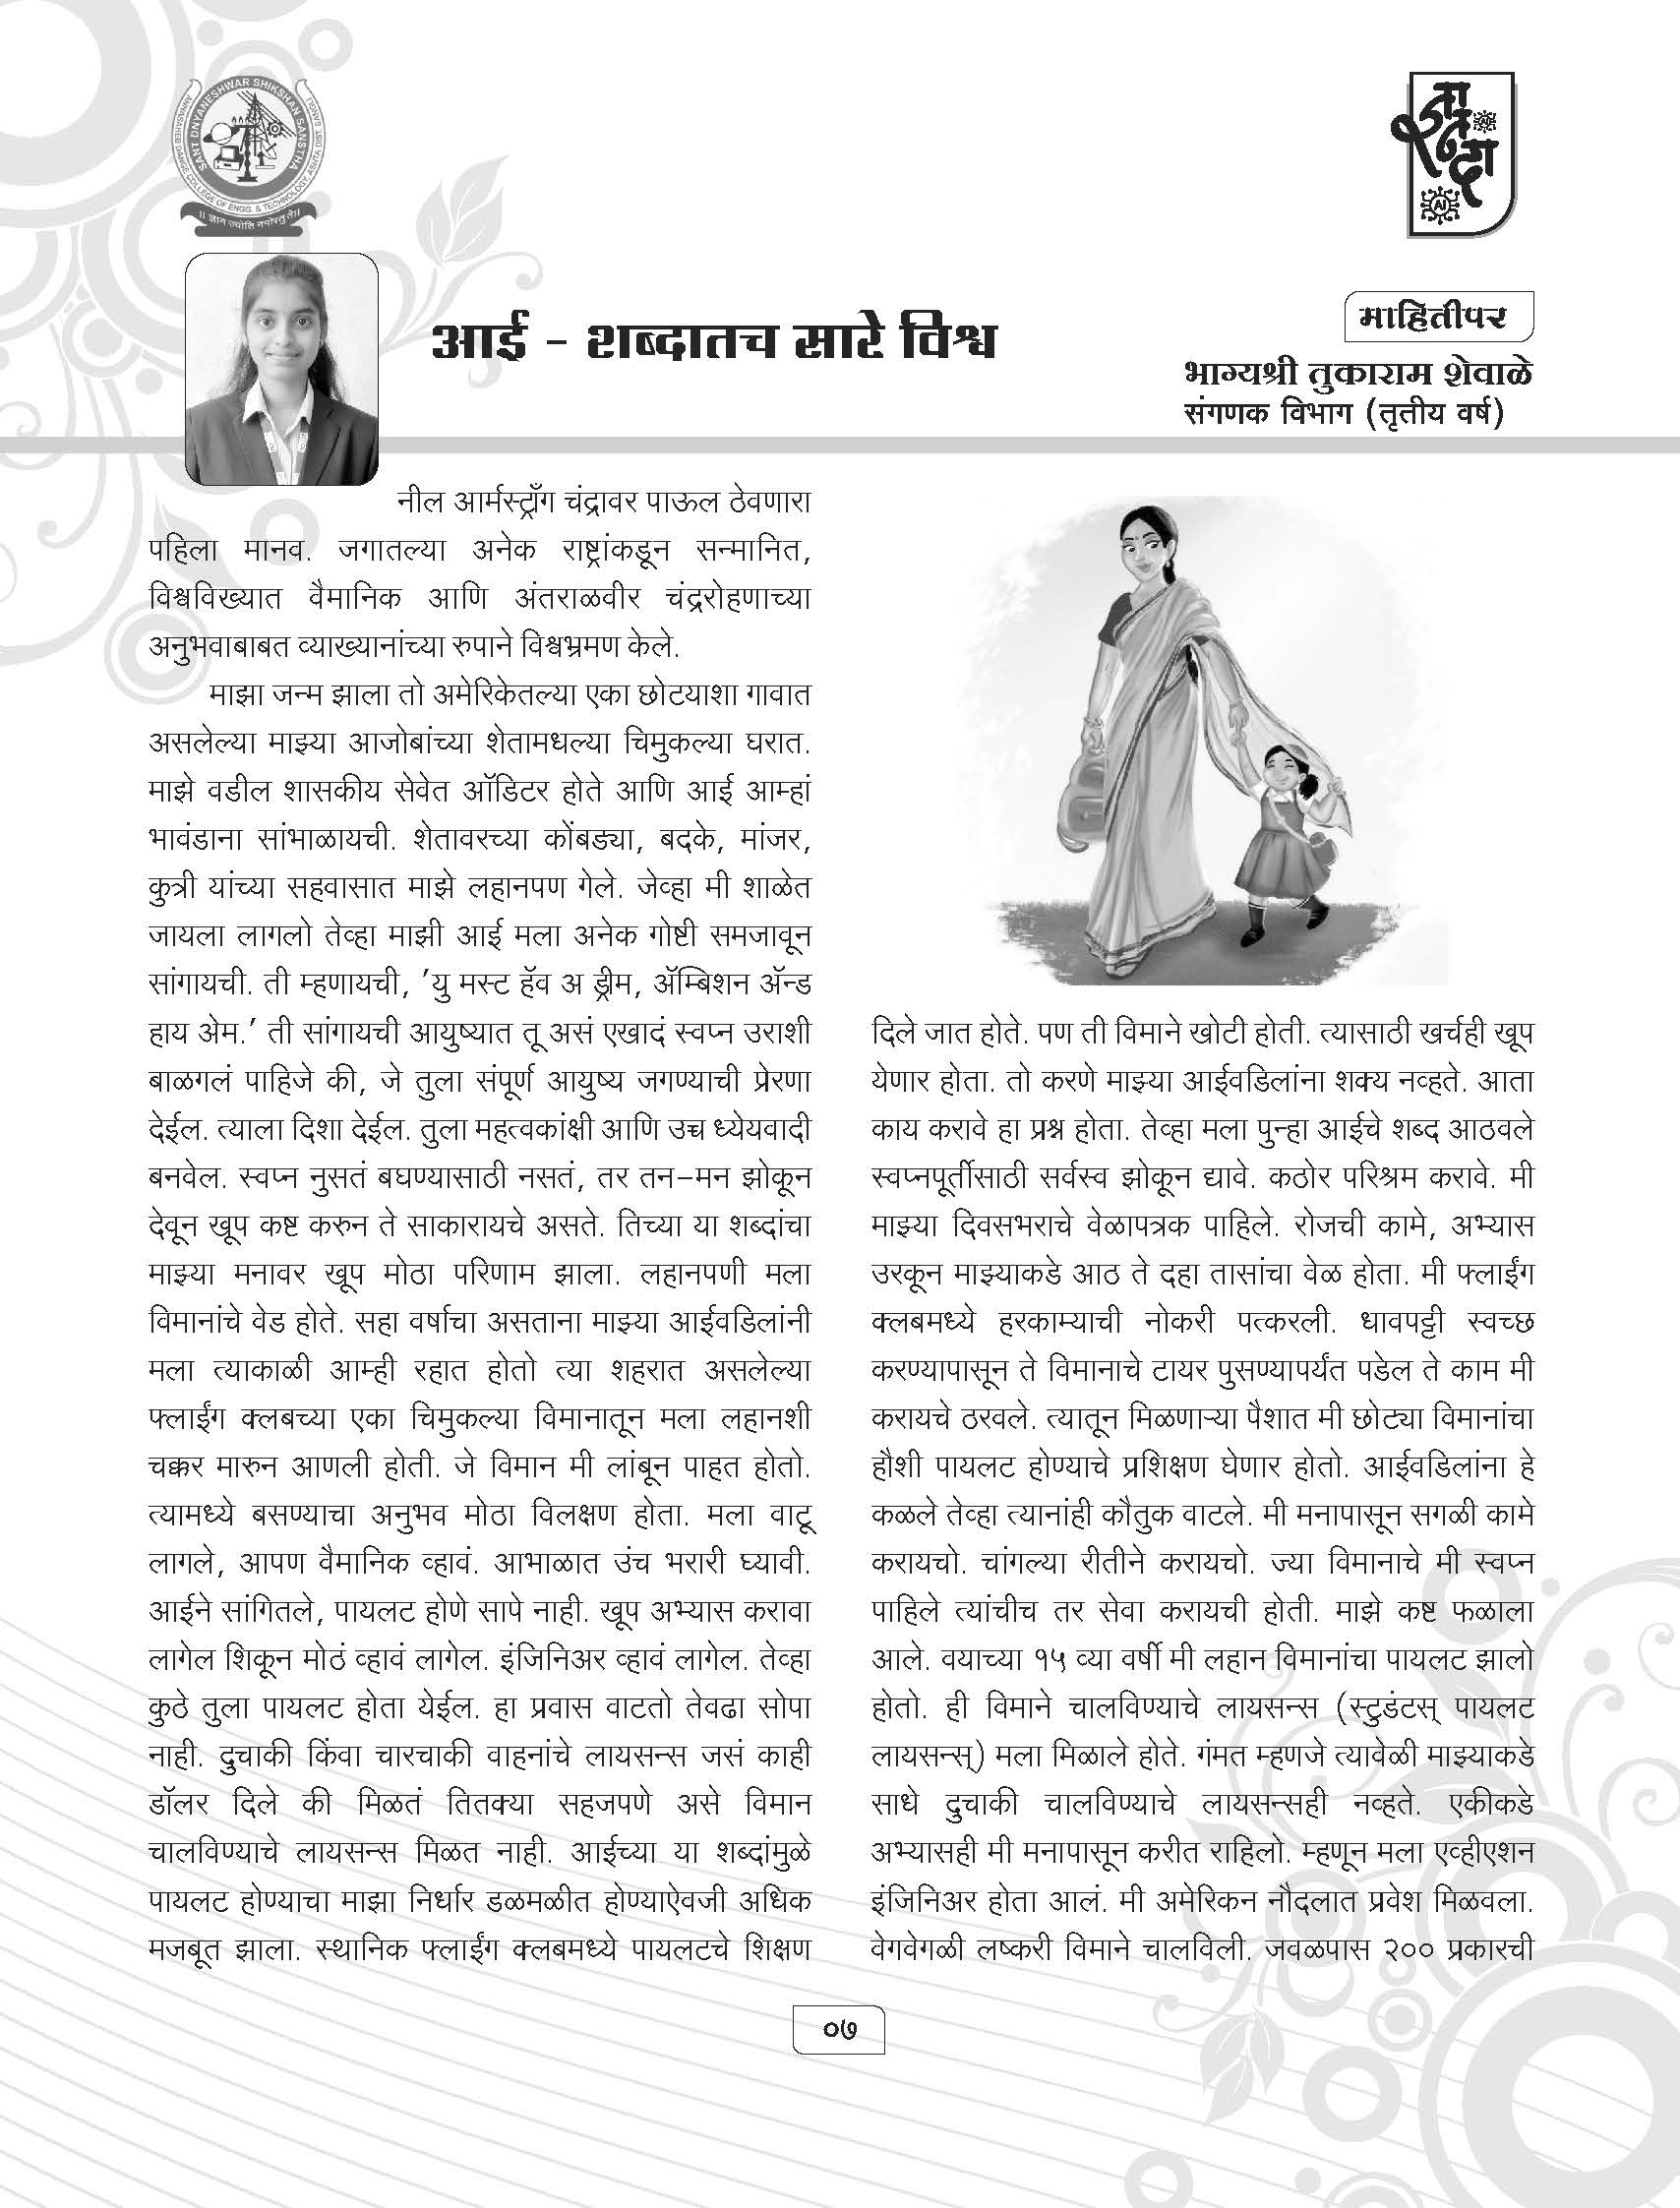 SANT DNYANESHWAR SHIKSHAN SANSTHA
ANNASAHEB DANGE COLLEGE OF ENGG. & TECHNOLOGY, ASHTA DIST. SANGLI
AI
AI
माहितीपर
आई - शब्दातच सारे विश्व
भाग्यश्री तुकाराम शेवाळे
संगणक विभाग (तृतीय वर्ष)
नील आर्मस्ट्राँग चंद्रावर पाऊल ठेवणारा
पहिला मानव. जगातल्या अनेक राष्ट्रांकडून सन्मानित,
विश्वविख्यात वैमानिक आणि अंतराळवीर चंद्ररोहणाच्या
अनुभवाबाबत व्याख्यानांच्या रुपाने विश्वभ्रमण केले.
माझा जन्म झाला तो अमेरिकेतल्या एका छोटयाशा गावात
असलेल्या माझ्या आजोबांच्या शेतामधल्या चिमुकल्या घरात.
माझे वडील शासकीय सेवेत ऑडिटर होते आणि आई आम्हां
भावंडाना सांभाळायची. शेतावरच्या कोंबड्या, बदके, मांजर,
कुत्री यांच्या सहवासात माझे लहानपण गेले. जेव्हा मी शाळेत
जायला लागलो तेव्हा माझी आई मला अनेक गोष्टी समजावून
सांगायची. ती म्हणायची, 'यु मस्ट हॅव अ ड्रीम, ॲम्बिशन ॲन्ड
हाय अेम.' ती सांगायची आयुष्यात तू असं एखादं स्वप्न उराशी
बाळगलं पाहिजे की, जे तुला संपूर्ण आयुष्य जगण्याची प्रेरणा
देईल. त्याला दिशा देईल. तुला महत्वकांक्षी आणि उच्च ध्येयवादी
बनवेल. स्वप्न नुसतं बघण्यासाठी नसतं, तर तन-मन झोकून
देवून खूप कष्ट करुन ते साकारायचे असते. तिच्या या शब्दांचा
माझ्या मनावर खूप मोठा परिणाम झाला. लहानपणी मला
विमानांचे वेड होते. सहा वर्षाचा असताना माझ्या आईवडिलांनी
मला त्याकाळी आम्ही रहात होतो त्या शहरात असलेल्या
फ्लाईंग क्लबच्या एका चिमुकल्या विमानातून मला लहानशी
चक्कर मारुन आणली होती. जे विमान मी लांबून पाहत होतो.
त्यामध्ये बसण्याचा अनुभव मोठा विलक्षण होता. मला वाटू
लागले, आपण वैमानिक व्हावं. आभाळात उंच भरारी घ्यावी.
आईने सांगितले, पायलट होणे सापे नाही. खूप अभ्यास करावा
लागेल शिकून मोठं व्हावं लागेल. इंजिनिअर व्हावं लागेल. तेव्हा
कुठे तुला पायलट होता येईल. हा प्रवास वाटतो तेवढा सोपा
नाही. दुचाकी किंवा चारचाकी वाहनांचे लायसन्स जसं काही
डॉलर दिले की मिळतं तितक्या सहजपणे असे विमान
चालविण्याचे लायसन्स मिळत नाही. आईच्या या शब्दांमुळे
पायलट होण्याचा माझा निर्धार डळमळीत होण्याऐवजी अधिक
मजबूत झाला. स्थानिक फ्लाईंग क्लबमध्ये पायलटचे शिक्षण
दिले जात होते. पण ती विमाने खोटी होती. त्यासाठी खर्चही खूप
येणार होता. तो करणे माझ्या आईवडिलांना शक्य नव्हते. आता
काय करावे हा प्रश्न होता. तेव्हा मला पुन्हा आईचे शब्द आठवले
स्वप्नपूर्तीसाठी सर्वस्व झोकून द्यावे. कठोर परिश्रम करावे. मी
माझ्या दिवसभराचे वेळापत्रक पाहिले. रोजची कामे, अभ्यास
उरकून माझ्याकडे आठ ते दहा तासांचा वेळ होता. मी फ्लाईंग
क्लबमध्ये हरकाम्याची नोकरी पत्करली. धावपट्टी स्वच्छ
करण्यापासून ते विमानाचे टायर पुसण्यापर्यंत पडेल ते काम मी
करायचे ठरवले. त्यातून मिळणाऱ्या पैशात मी छोट्या विमानांचा
हौशी पायलट होण्याचे प्रशिक्षण घेणार होतो. आईवडिलांना हे
कळले तेव्हा त्यानांही कौतुक वाटले. मी मनापासून सगळी कामे
करायचो. चांगल्या रीतीने करायचो. ज्या विमानाचे मी स्वप्न
पाहिले त्यांचीच तर सेवा करायची होती. माझे कष्ट फळाला
आले. वयाच्या १५ व्या वर्षी मी लहान विमानांचा पायलट झालो
होतो. ही विमाने चालविण्याचे लायसन्स (स्टुडंटस् पायलट
लायसन्स्) मला मिळाले होते. गंमत म्हणजे त्यावेळी माझ्याकडे
साधे दुचाकी चालविण्याचे लायसन्सही नव्हते. एकीकडे
अभ्यासही मी मनापासून करीत राहिलो. म्हणून मला एव्हीएशन
इंजिनिअर होता आलं. मी अमेरिकन नौदलात प्रवेश मिळवला.
वेगवेगळी लष्करी विमाने चालविली. जवळपास २०० प्रकारची
०७